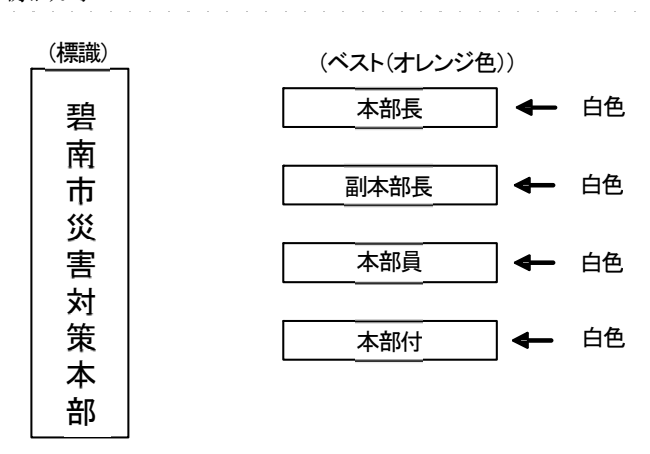 (標識)
碧南市災害対策本部
(ベスト(オレンジ色))
本部長 白色
副本部長 白色
本部員 白色
本部付 白色